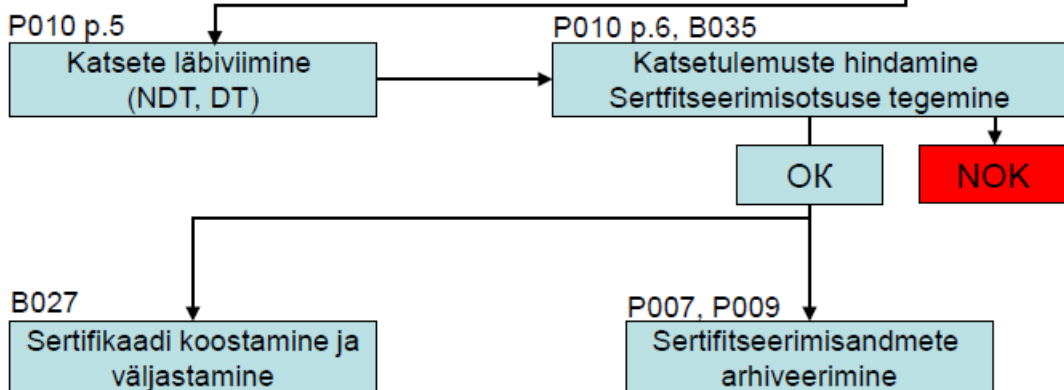 P010 p.5
Katsete läbiviimine
(NDT, DT)
P010 p.6, B035
Katsetulemuste hindamine
Sertfitseerimisotsuse tegemine
OK
NOK
B027
Sertifikaadi koostamine ja
väljastamine
P007, P009
Sertifitseerimisandmete
arhiveerimine